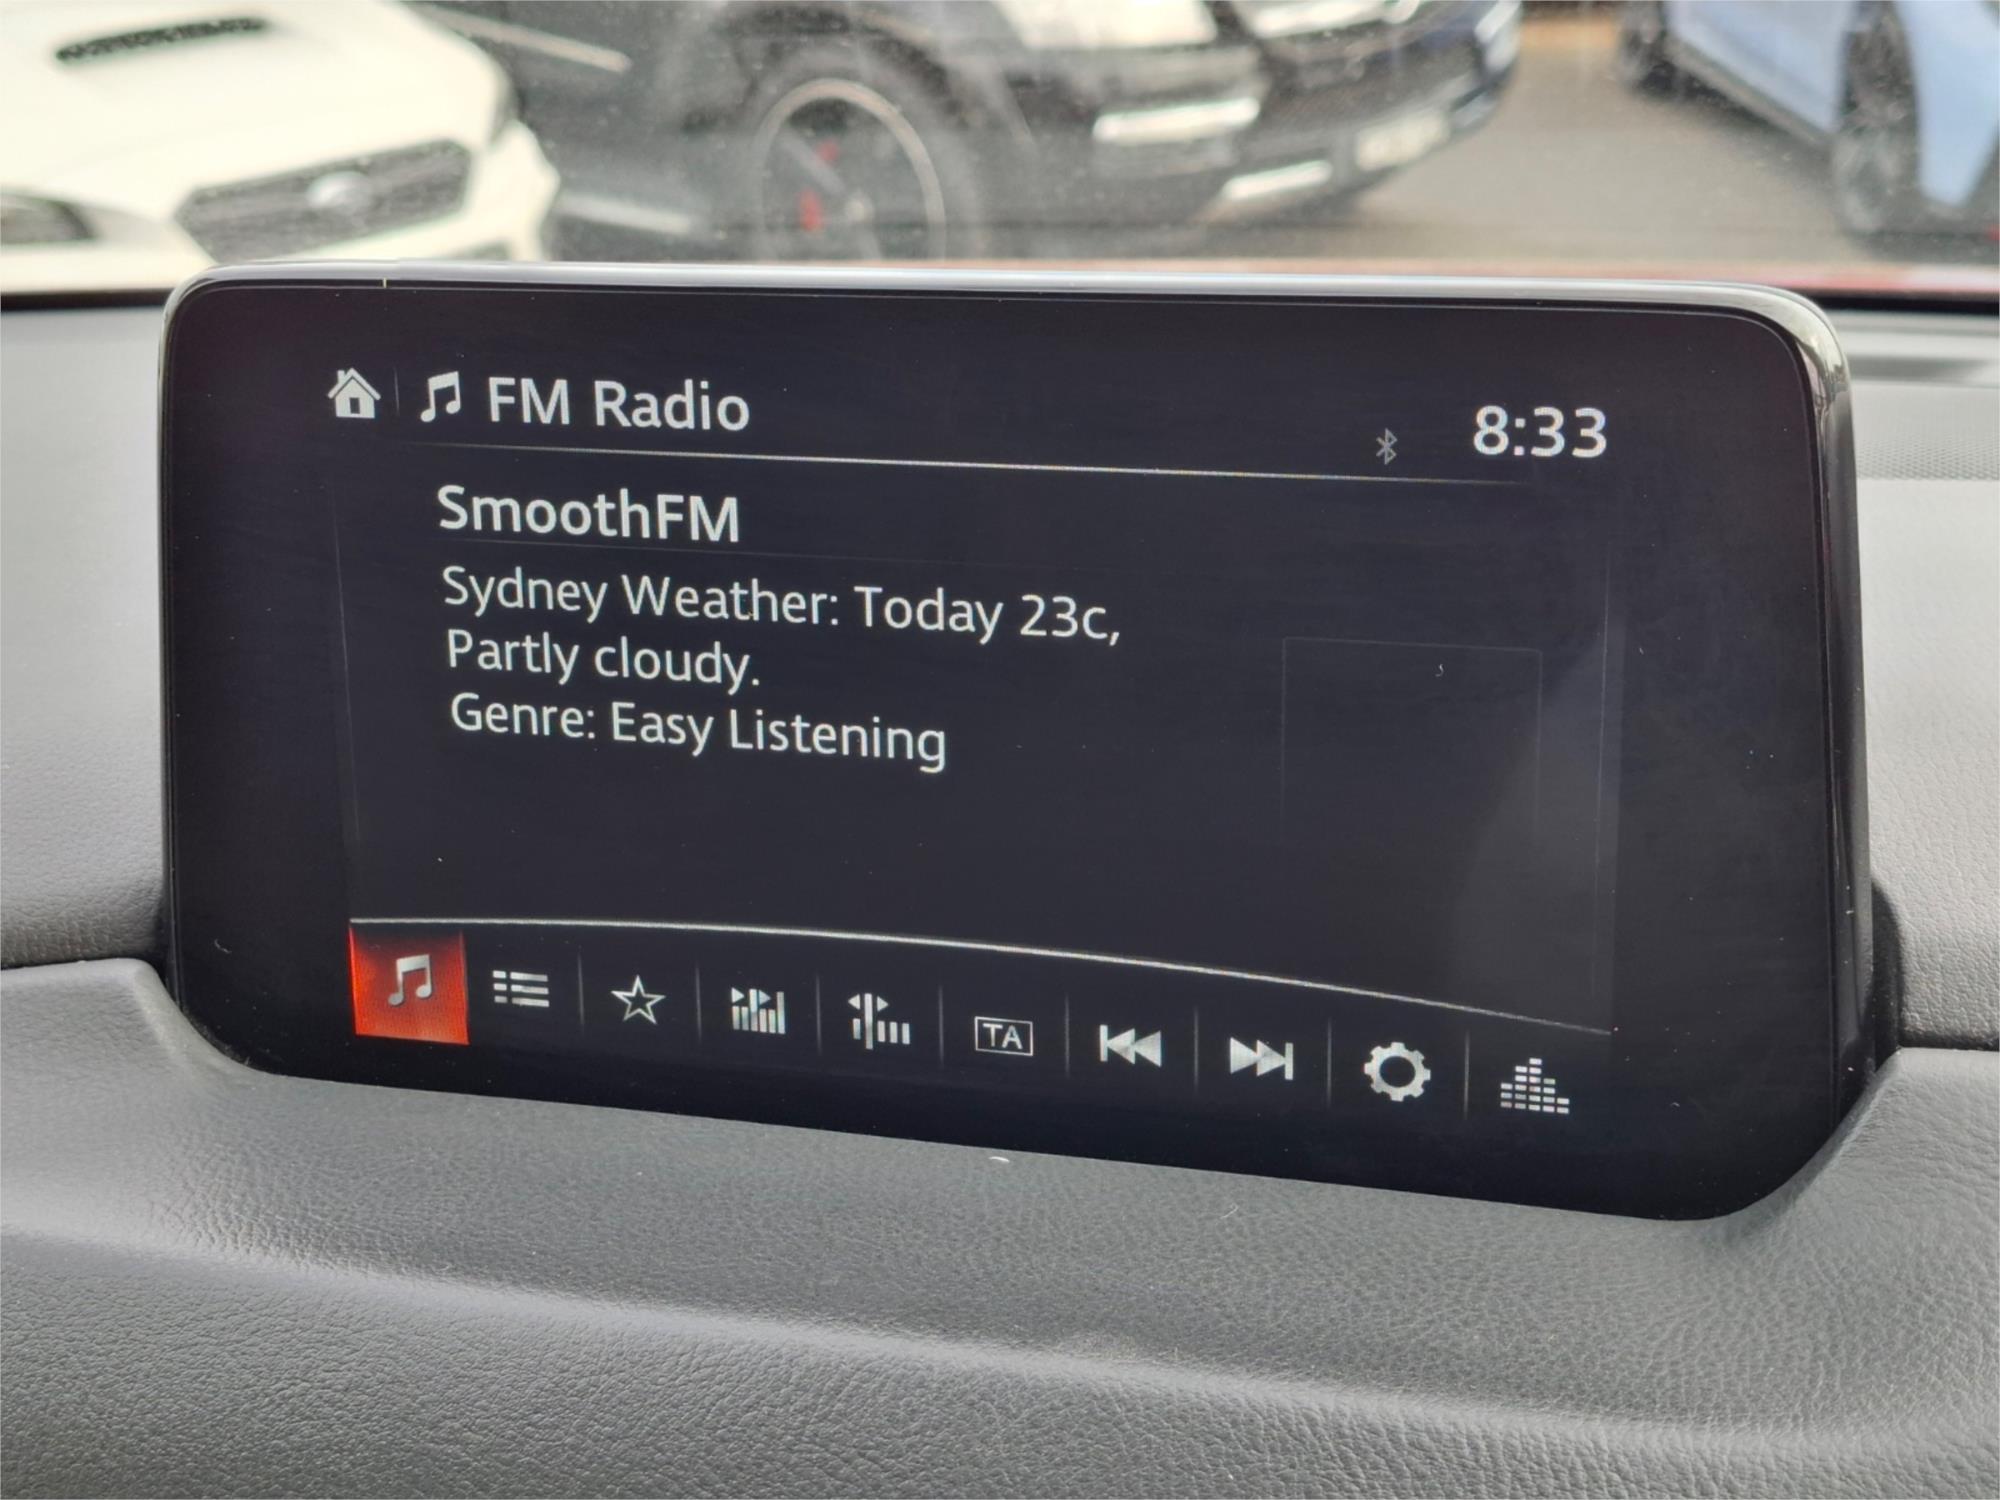 FM Radio
8:33
SmoothFM
Sydney Weather: Today 23c,
Partly cloudy.
Genre: Easy Listening
TA